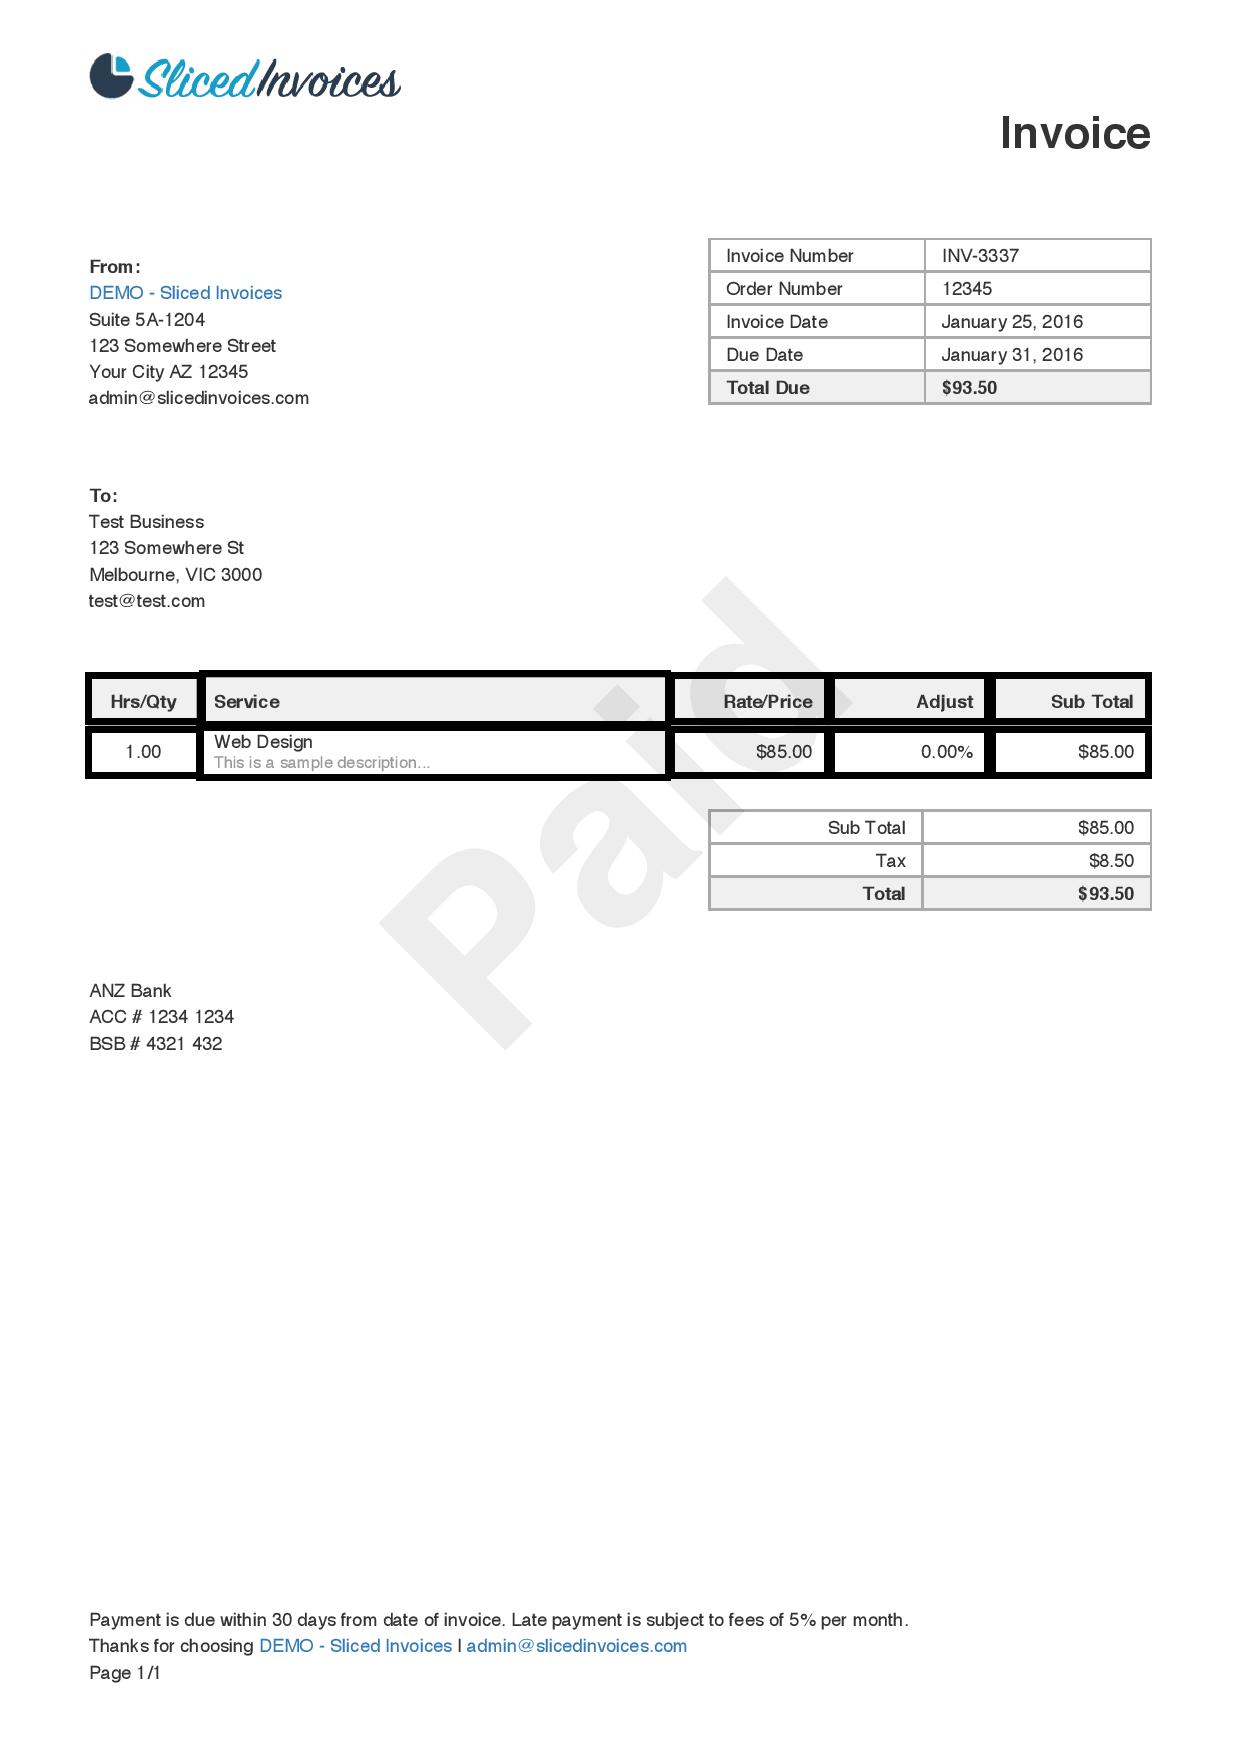 SlicedInvoices
Invoice
From:
DEMO - Sliced Invoices
Suite 5A-1204
123 Somewhere Street
Your City AZ 12345
admin@slicedinvoices.com
Invoice Number INV-3337
Order Number 12345
Invoice Date January 25, 2016
Due Date January 31, 2016
Total Due $93.50
To:
Test Business
123 Somewhere St
Melbourne, VIC 3000
test@test.com
Paid
Hrs/Qty Service Rate/Price Adjust Sub Total
1.00 Web Design $85.00 0.00% $85.00
This is a sample description...
Sub Total $85.00
Tax $8.50
Total $93.50
ANZ Bank
ACC # 1234 1234
BSB # 4321 432
Payment is due within 30 days from date of invoice. Late payment is subject to fees of 5% per month.
Thanks for choosing DEMO - Sliced Invoices | admin@slicedinvoices.com
Page 1/1